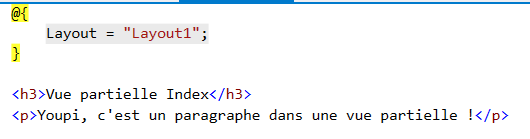 @{
    Layout = "Layout1";
}
<h3>Vue partielle Index</h3>
<p>Youpi, c'est un paragraphe dans une vue partielle !</p>